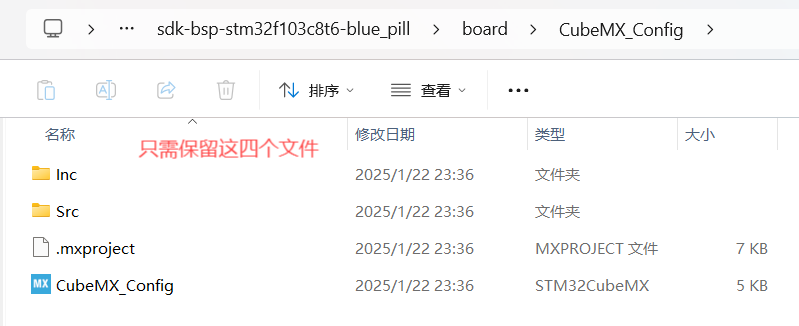 sdk-bsp-stm32f103c8t6-blue_pill > board > CubeMX_Config >
排序 查看
名称 修改日期 类型 大小
只需保留这四个文件
Inc 2025/1/22 23:36 文件夹
Src 2025/1/22 23:36 文件夹
.mxproject 2025/1/22 23:36 MXPROJECT 文件 7 KB
MX CubeMX_Config 2025/1/22 23:36 STM32CubeMX 5 KB